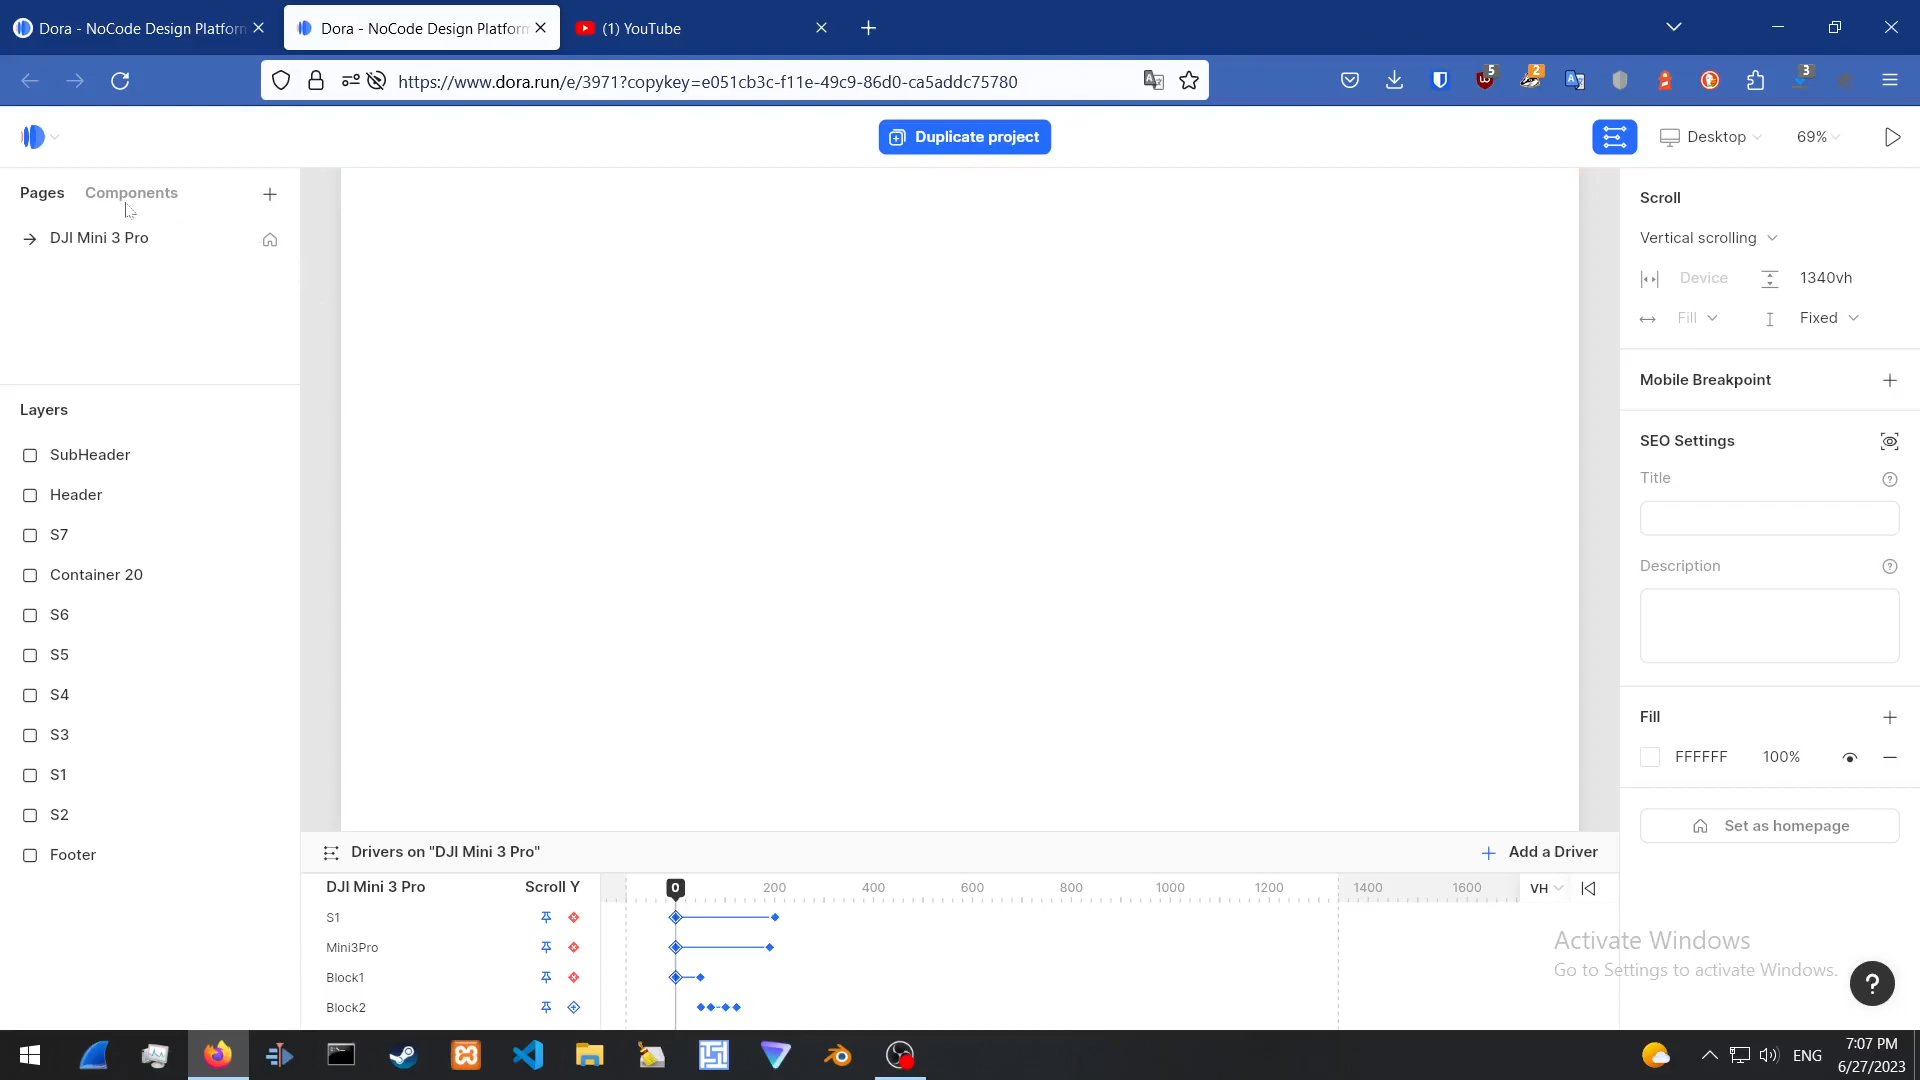 Dora - NoCode Design Platform
Dora - NoCode Design Platform
(1) YouTube
https://www.dora.run/e/3971?copykey=e051cb3c-f11e-49c9-86d0-ca5addc75780
5
2
3
Duplicate project
Desktop
69%
Pages
Components
DJI Mini 3 Pro
Layers
SubHeader
Header
S7
Container 20
S6
S5
S4
S3
S1
S2
Footer
Scroll
Vertical scrolling
Device
1340vh
Fill
Fixed
Mobile Breakpoint
SEO Settings
Title
Description
Fill
FFFFFF
100%
Set as homepage
Drivers on "DJI Mini 3 Pro"
Add a Driver
DJI Mini 3 Pro
Scroll Y
0
200
400
600
800
1000
1200
1400
1600
VH
S1
Mini3Pro
Block1
Block2
Activate Windows
Go to Settings to activate Windows.
?
ENG
7:07 PM
6/27/2023